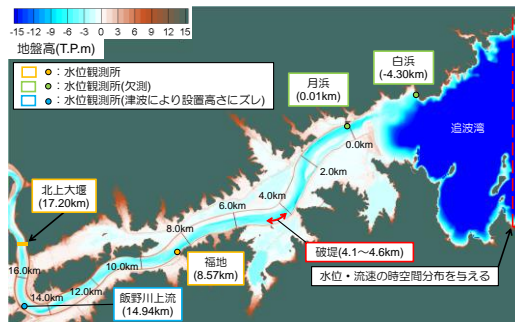 -15 -12 -9 -6 -3 0 3 6 9 12 15
地盤高(T.P.m)
:水位観測所
:水位観測所(欠測)
:水位観測所(津波により設置高さにズレ)
白浜
(-4.30km)
月浜
(0.01km)
追波湾
0.0km
2.0km
4.0km
6.0km
8.0km
10.0km
12.0km
14.0km
16.0km
北上大堰
(17.20km)
破堤(4.1~4.6km)
福地
(8.57km)
水位・流速の時空間分布を与える
飯野川上流
(14.94km)